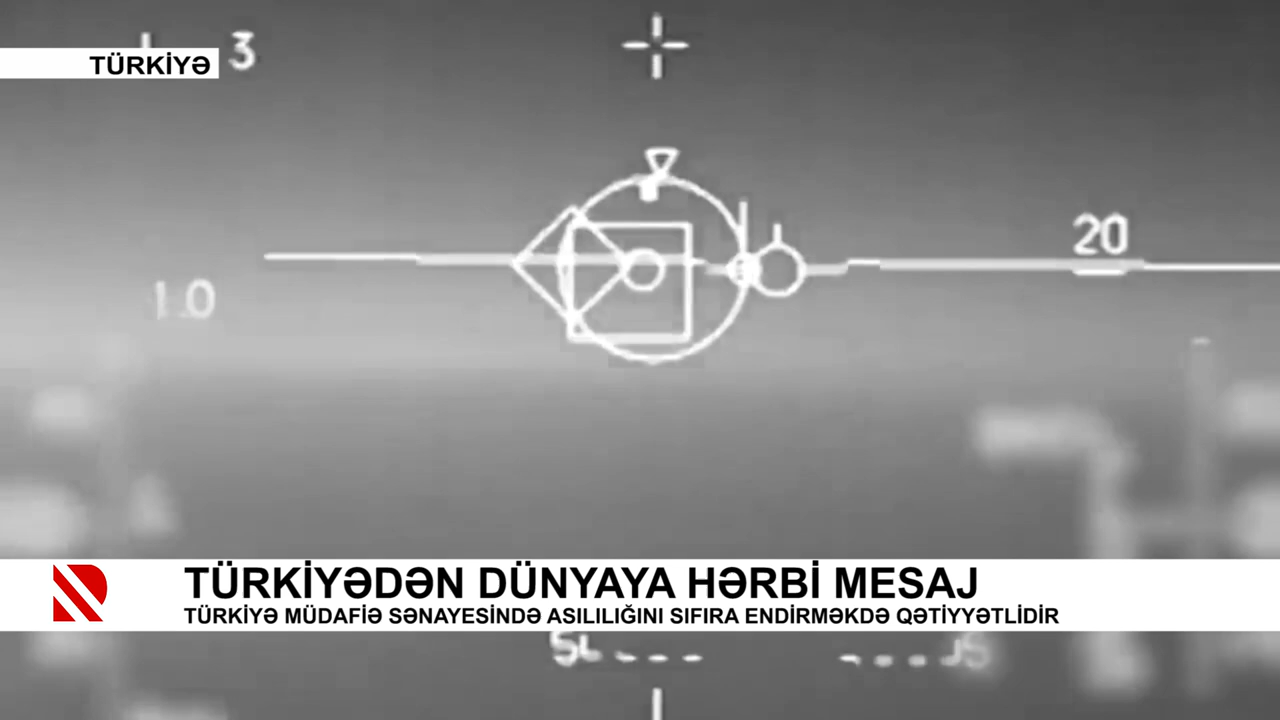 3
TÜRKİYƏ
20
1.0
TÜRKİYƏDƏN DÜNYAYA HƏRBİ MESAJ
TÜRKİYƏ MÜDAFİƏ SƏNAYESİNDƏ ASILILIĞINI SIFIRA ENDİRMƏKDƏ QƏTİYYƏTLİDİR